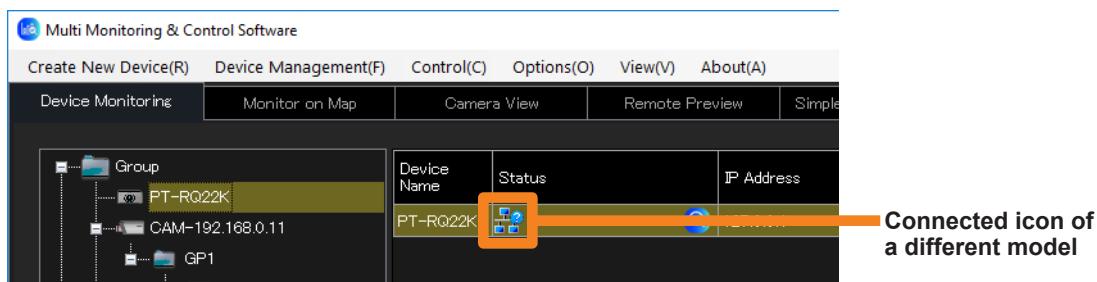 Multi Monitoring & Control Software
Create New Device(R) Device Management(F) Control(C) Options(O) View(V) About(A)
Device Monitoring Monitor on Map Camera View Remote Preview Simple
Group
PT-RQ22K
CAM-192.168.0.11
GP1
Device Name Status IP Address
PT-RQ22K
Connected icon of
a different model